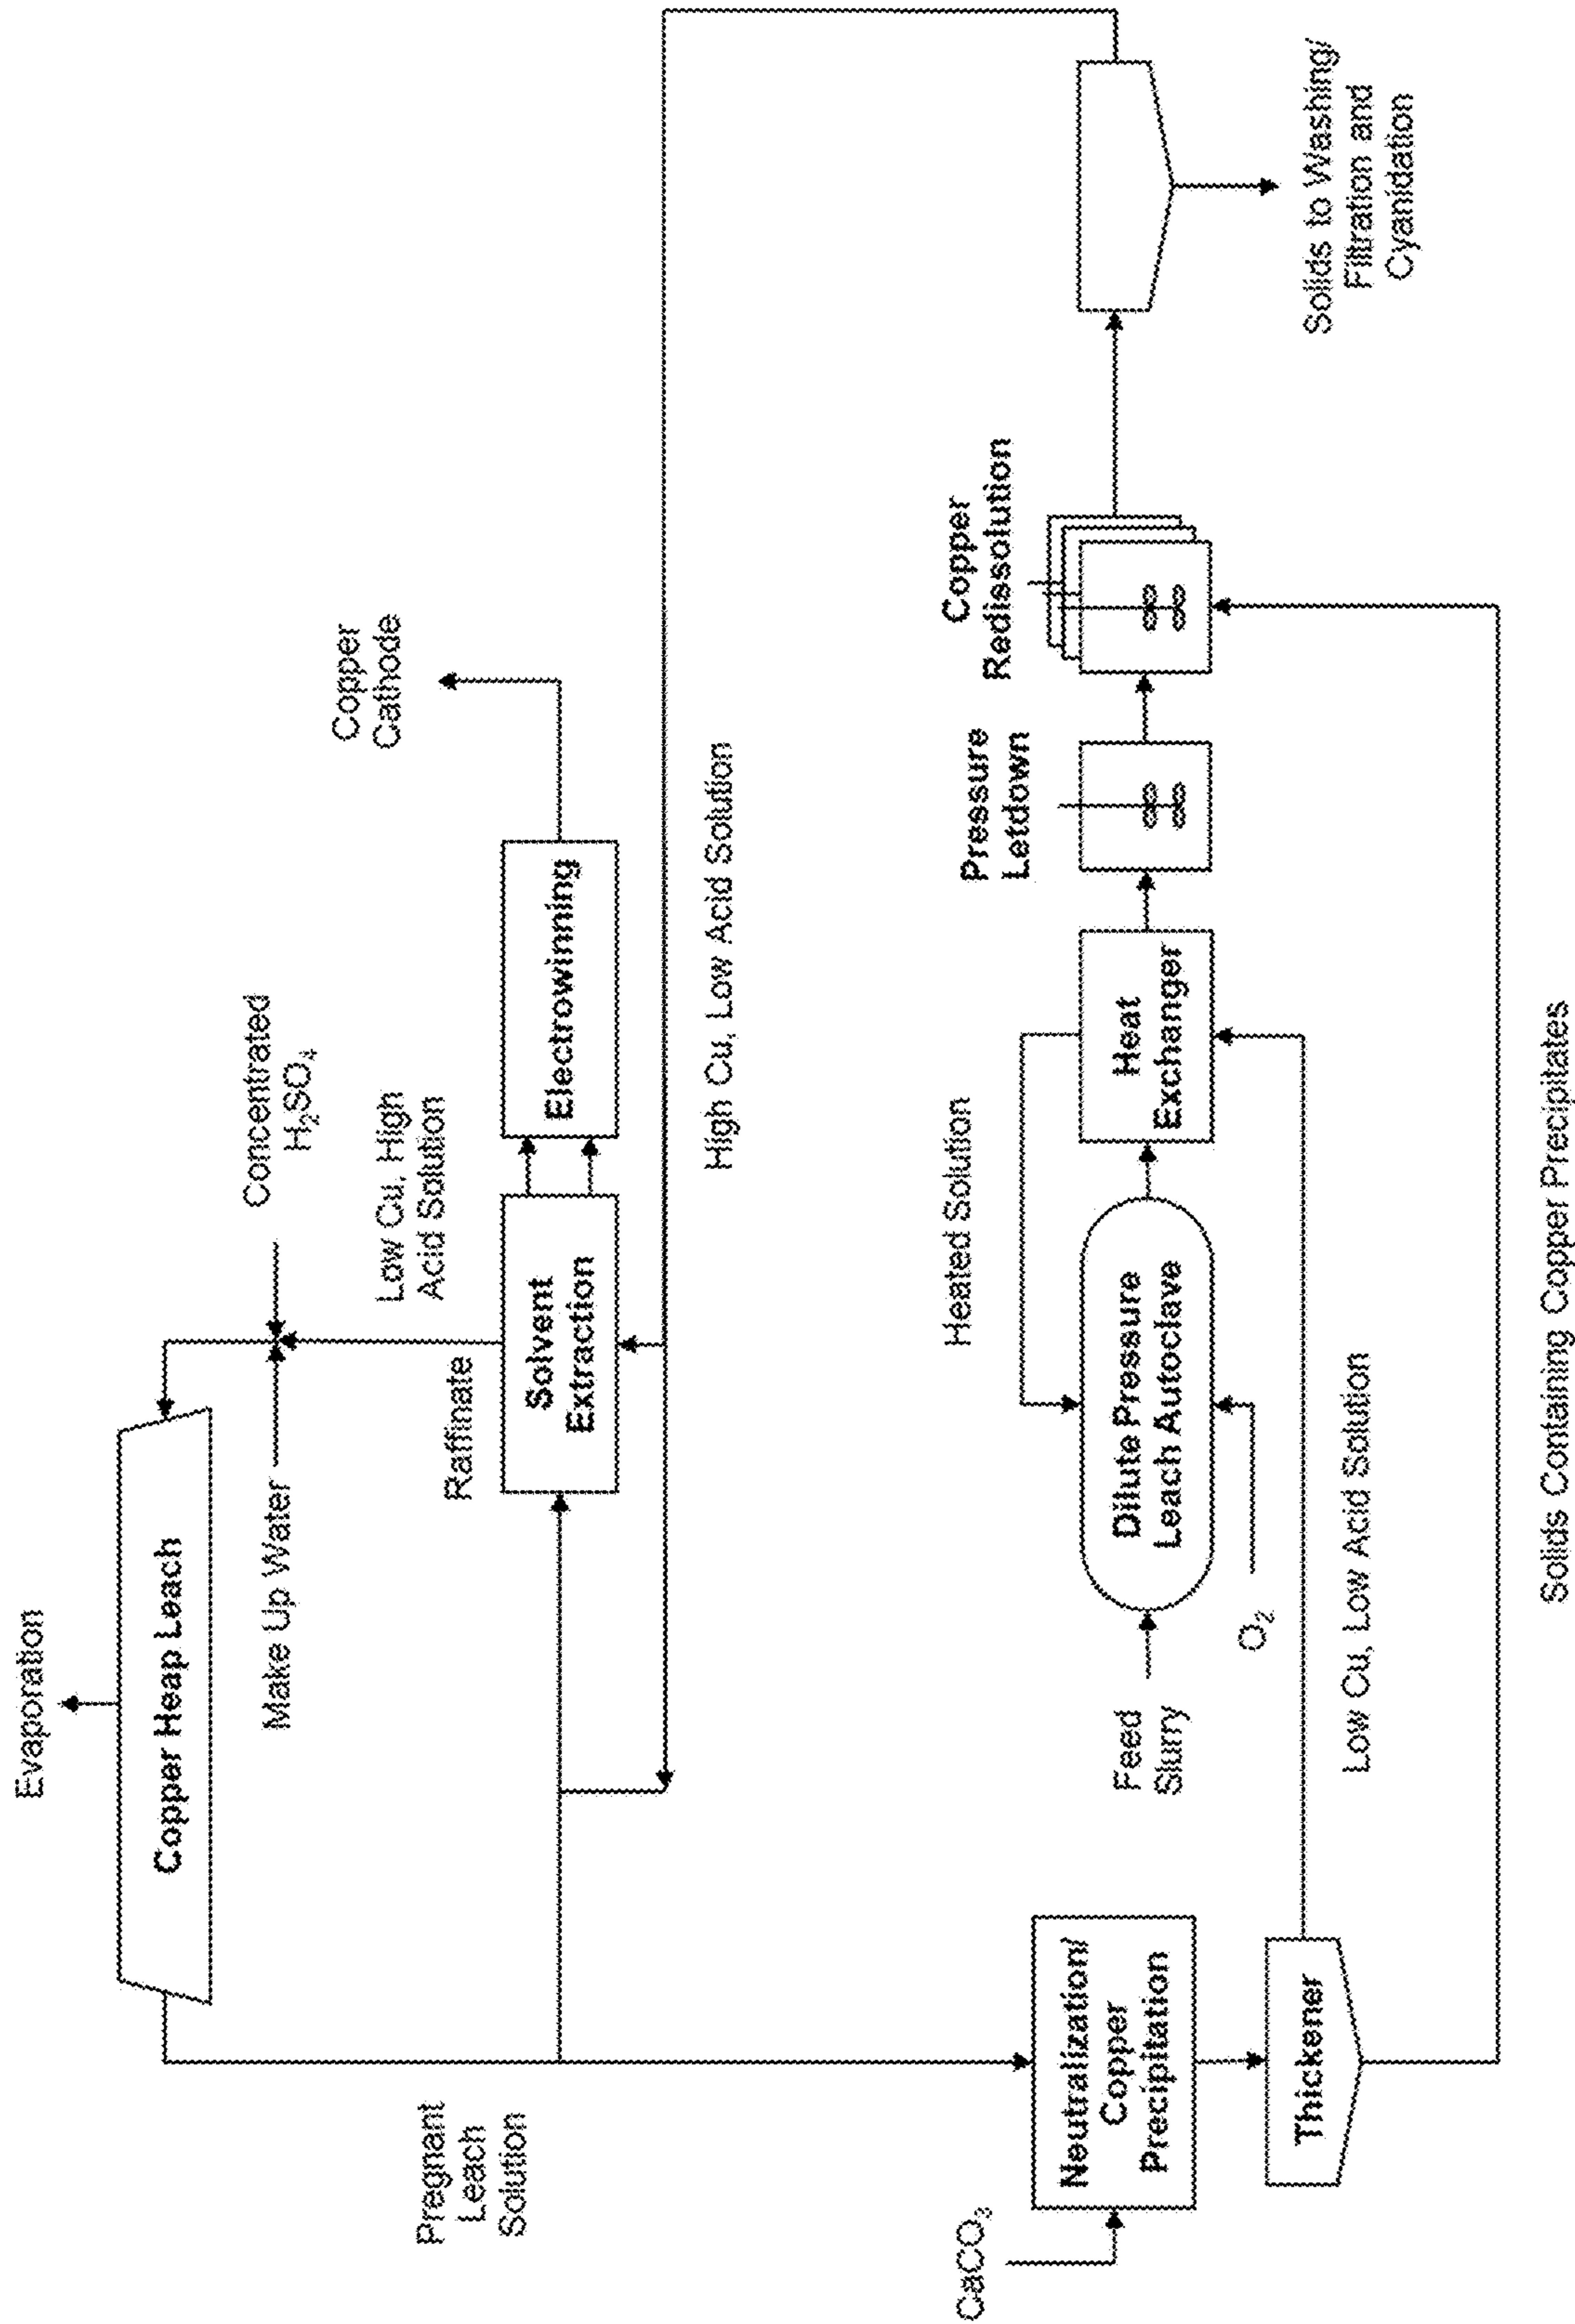 Evaporation
Copper Heap Leach
Make Up Water
Concentrated
H₂SO₄
Pregnant
Leach
Solution
Raffinate
Low Cu, High
Acid Solution
Solvent
Extraction
Electrowinning
Copper
Cathode
High Cu, Low Acid Solution
CaCO₃
Neutralization/
Copper
Precipitation
Thickener
Feed
Slurry
O₂
Dilute Pressure
Leach Autoclave
Heated Solution
Heat
Exchanger
Pressure
Letdown
Copper
Redissolution
Low Cu, Low Acid Solution
Solids Containing Copper Precipitates
Solids to Washing/
Filtration and
Cyanidation